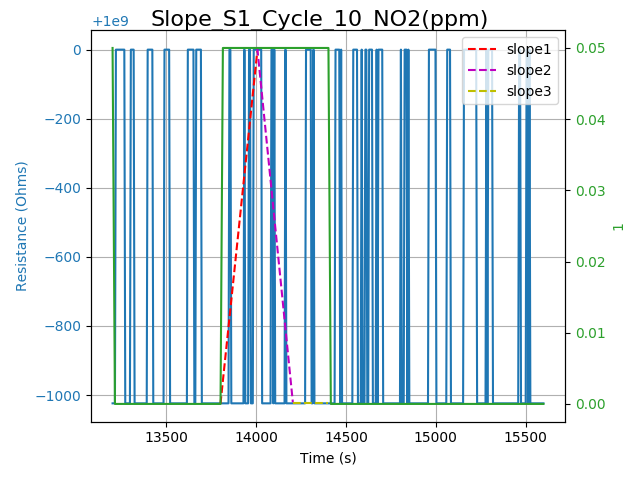 Slope_S1_Cycle_10_NO2(ppm)
+1e9
slope1
slope2
slope3
0
−200
−400
−600
−800
−1000
Resistance (Ohms)
0.05
0.04
0.03
0.02
0.01
0.00
1
13500 14000 14500 15000 15500
Time (s)